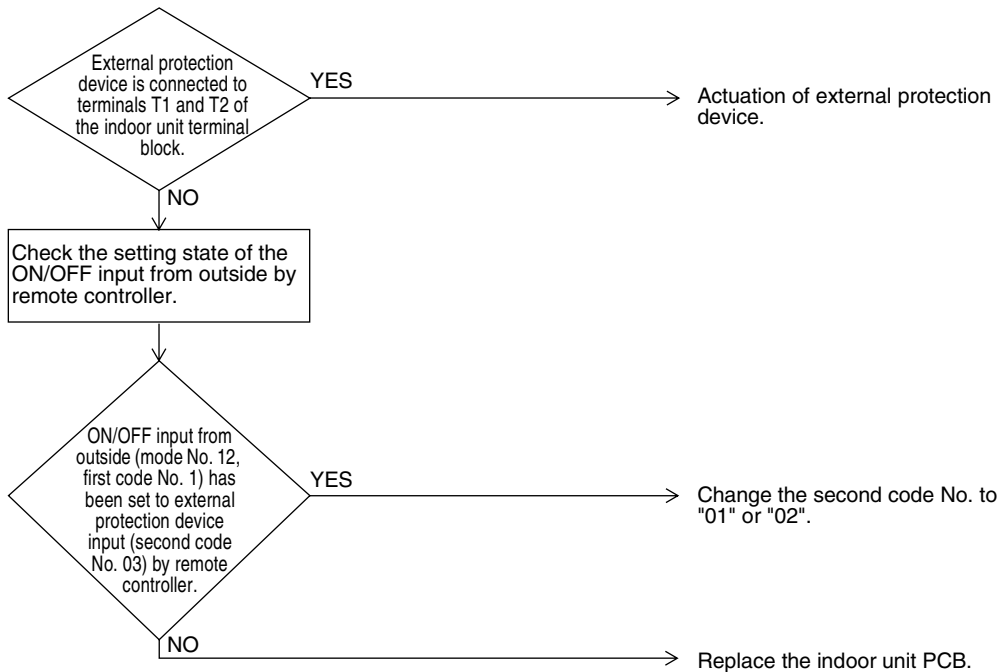 External protection
device is connected to
terminals T1 and T2 of
the indoor unit terminal
block.
YES
Actuation of external protection
device.
NO
Check the setting state of the
ON/OFF input from outside by
remote controller.
ON/OFF input from
outside (mode No. 12,
first code No. 1) has
been set to external
protection device
input (second code
No. 03) by remote
controller.
YES
Change the second code No. to
"01" or "02".
NO
Replace the indoor unit PCB.